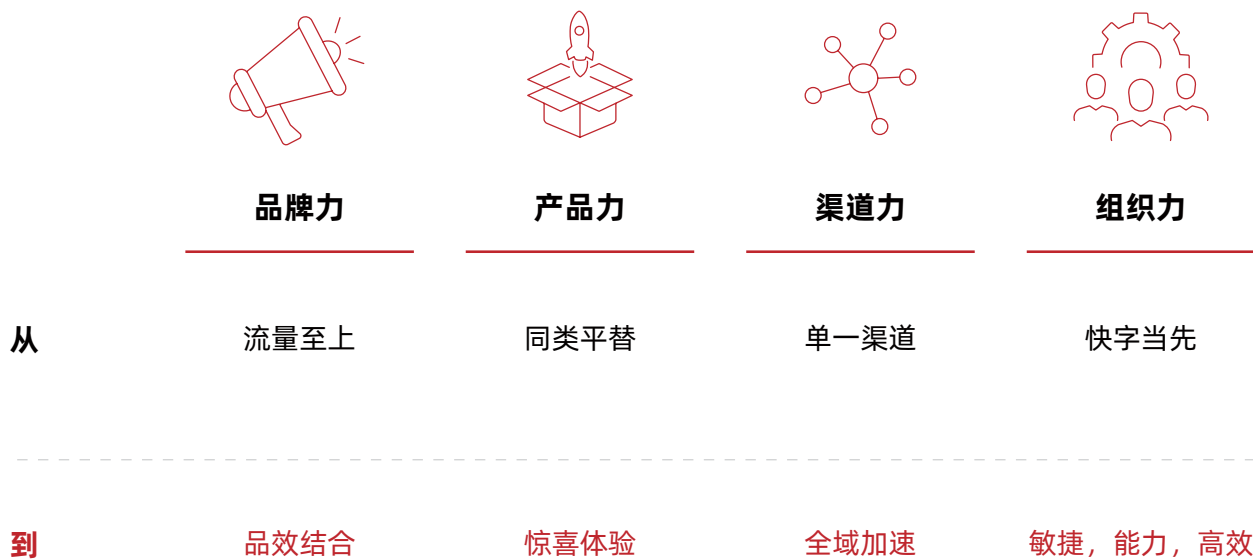 品牌力 产品力 渠道力 组织力
从 流量至上 同类平替 单一渠道 快字当先
到 品效结合 惊喜体验 全域加速 敏捷，能力，高效